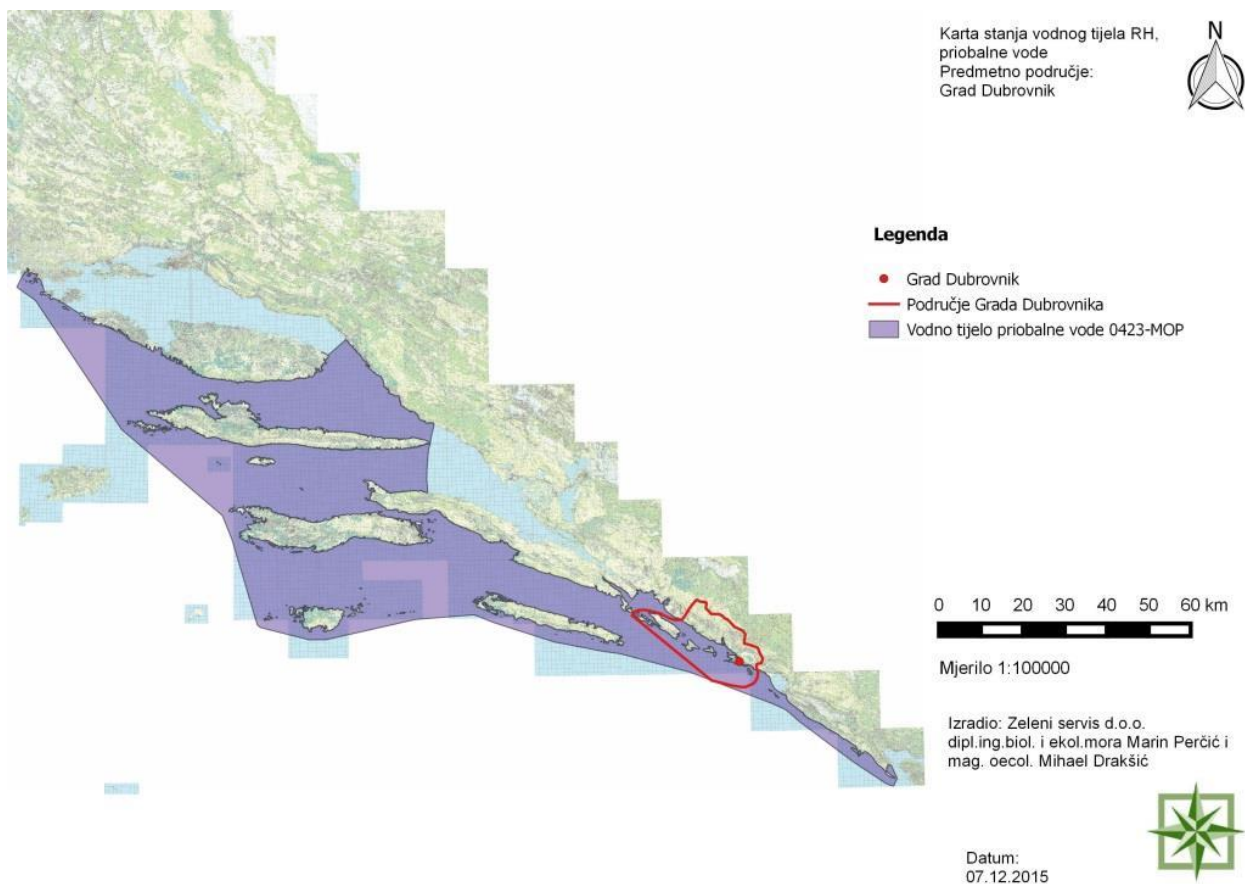 Karta stanja vodnog tijela RH,
priobalne vode
Predmetno područje:
Grad Dubrovnik
N
Legenda
Grad Dubrovnik
Područje Grada Dubrovnika
Vodno tijelo priobalne vode 0423-MOP
0 10 20 30 40 50 60 km
Mjerilo 1:100000
Izradio: Zeleni servis d.o.o.
dipl.ing.biol. i ekol.mora Marin Perčić i
mag. oecol. Mihael Drakšić
Datum:
07.12.2015